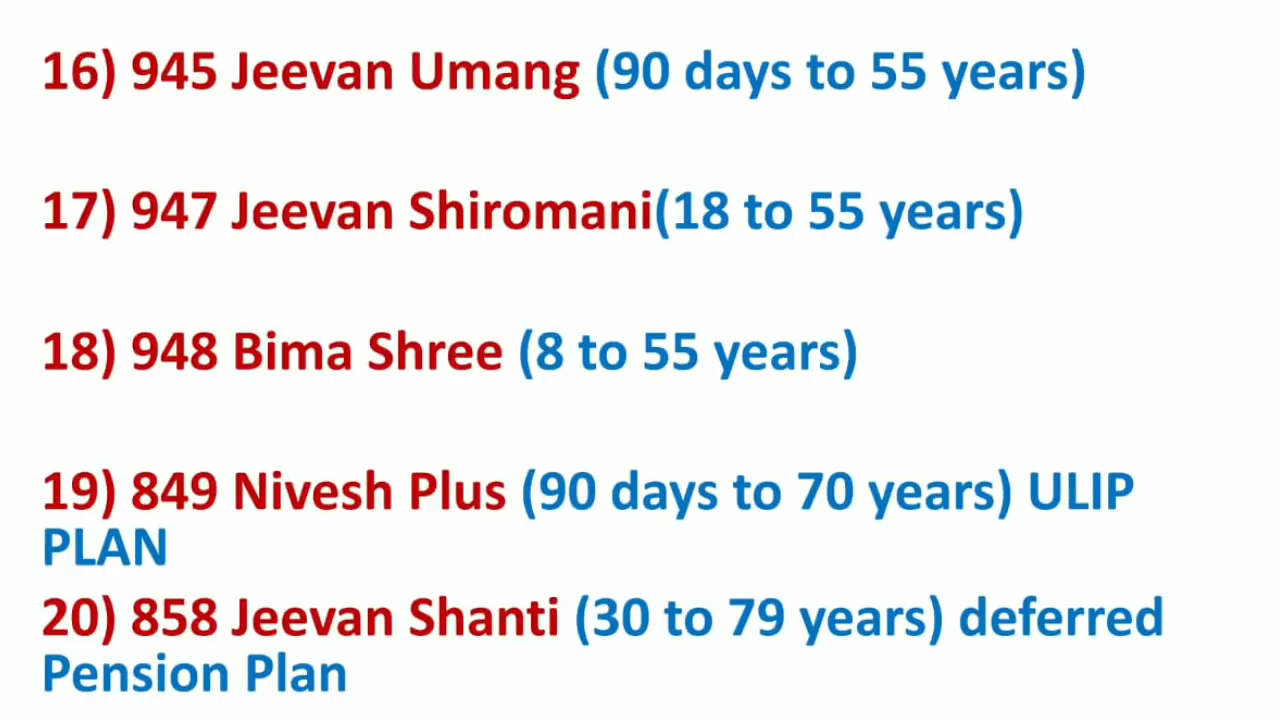 16) 945 Jeevan Umang (90 days to 55 years)
17) 947 Jeevan Shiromani(18 to 55 years)
18) 948 Bima Shree (8 to 55 years)
19) 849 Nivesh Plus (90 days to 70 years) ULIP
PLAN
20) 858 Jeevan Shanti (30 to 79 years) deferred
Pension Plan